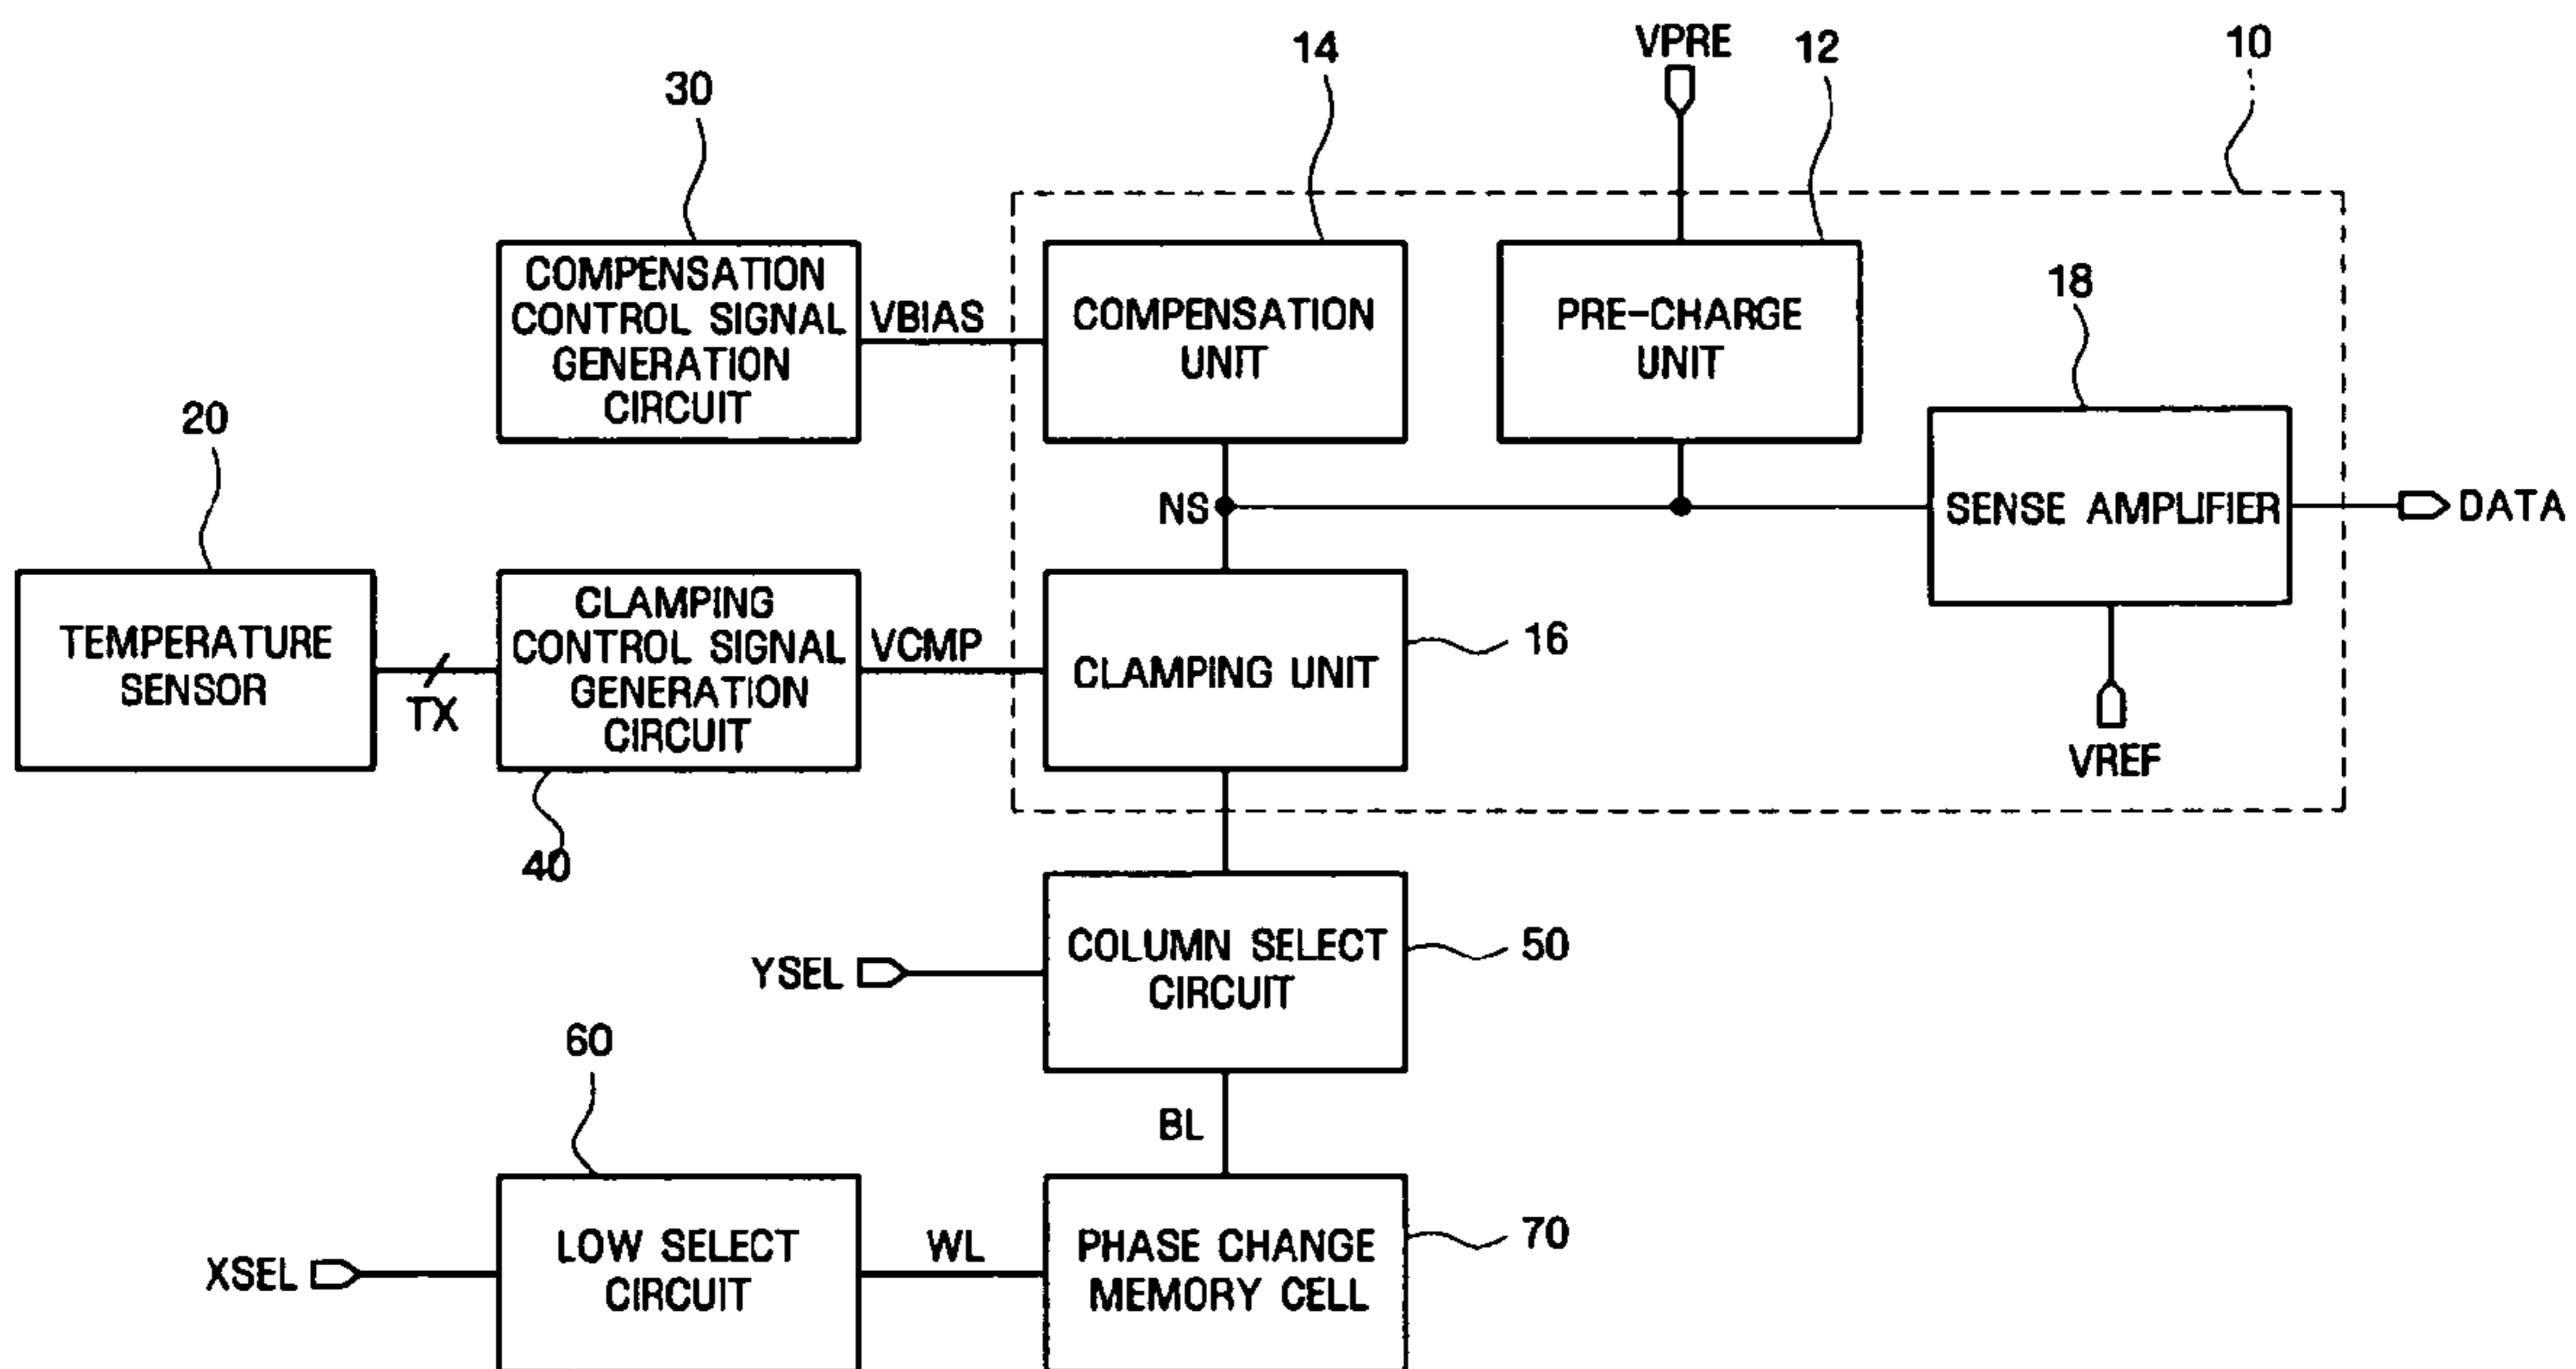 VPRE
14
12
10
30
COMPENSATION
CONTROL SIGNAL
GENERATION
CIRCUIT
VBIAS
COMPENSATION
UNIT
PRE-CHARGE
UNIT
18
20
NS
SENSE AMPLIFIER
DATA
TEMPERATURE
SENSOR
TX
CLAMPING
CONTROL SIGNAL
GENERATION
CIRCUIT
VCMP
CLAMPING UNIT
16
VREF
40
YSEL
COLUMN SELECT
CIRCUIT
50
60
BL
XSEL
LOW SELECT
CIRCUIT
WL
PHASE CHANGE
MEMORY CELL
70